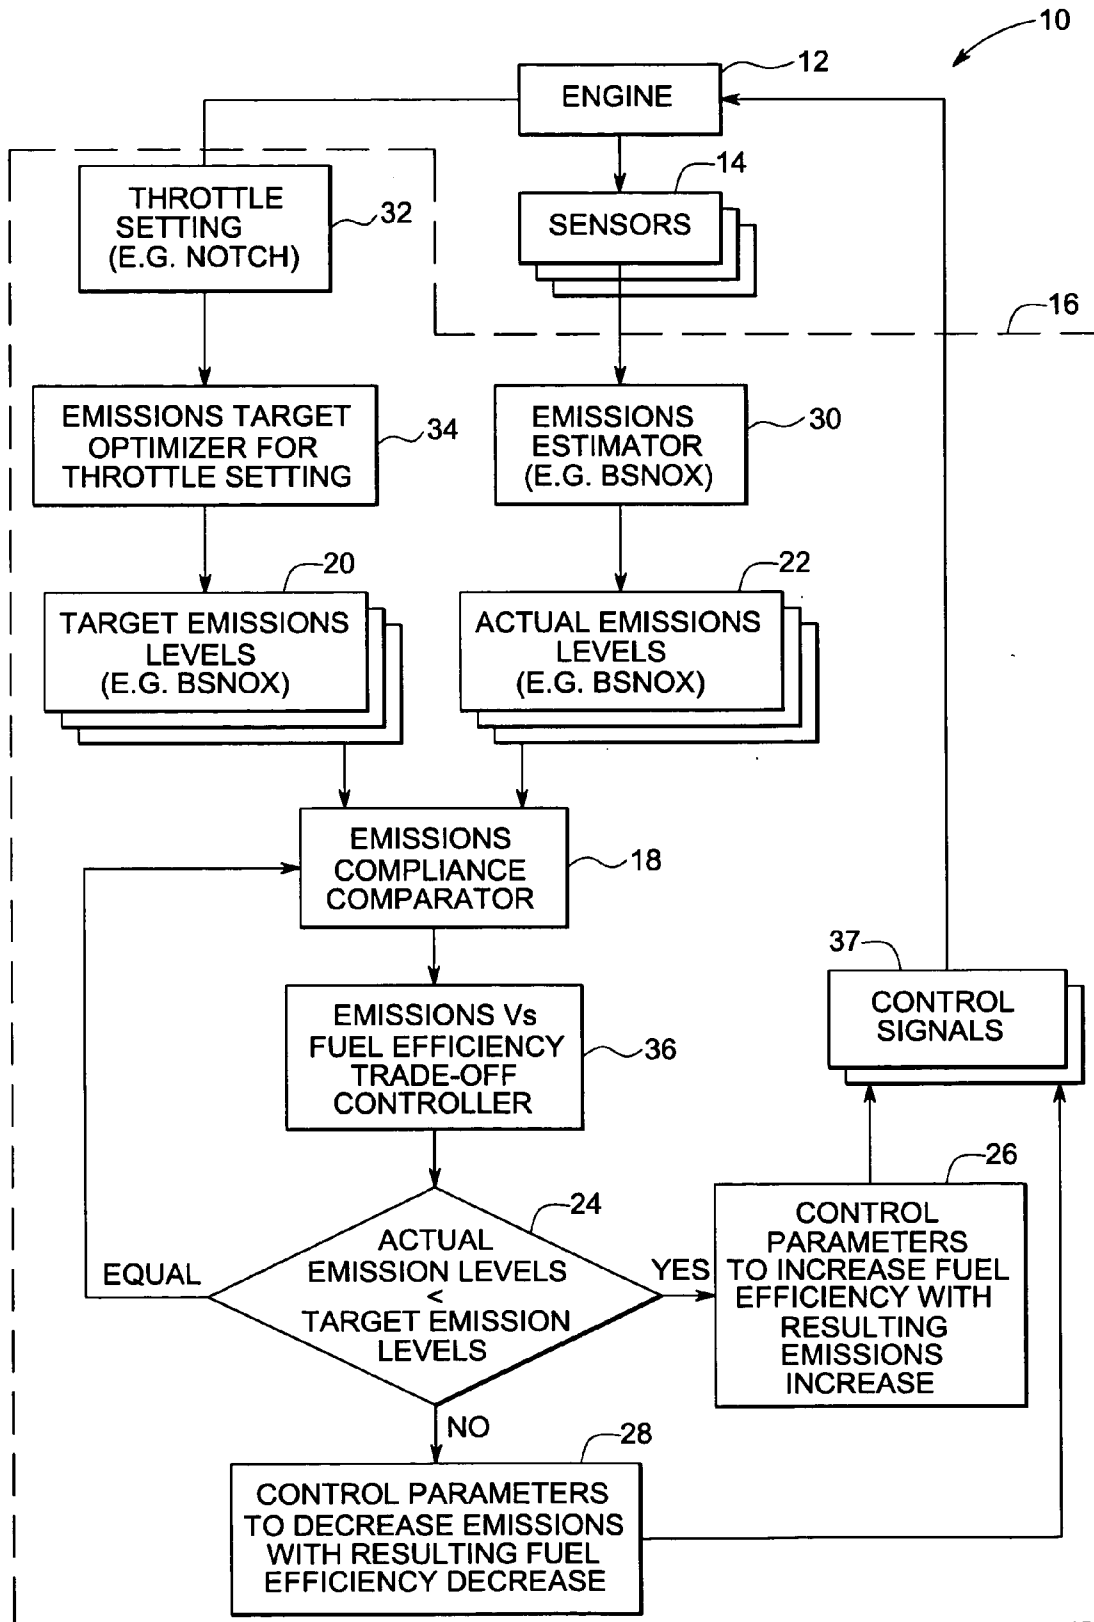 10
12
ENGINE
14
SENSORS
THROTTLE
SETTING
(E.G. NOTCH)
32
16
EMISSIONS TARGET
OPTIMIZER FOR
THROTTLE SETTING
34
EMISSIONS
ESTIMATOR
(E.G. BSNOX)
30
20
TARGET EMISSIONS
LEVELS
(E.G. BSNOX)
22
ACTUAL EMISSIONS
LEVELS
(E.G. BSNOX)
EMISSIONS
COMPLIANCE
COMPARATOR
18
37
CONTROL
SIGNALS
EMISSIONS Vs
FUEL EFFICIENCY
TRADE-OFF
CONTROLLER
36
24
ACTUAL
EMISSION LEVELS
<
TARGET EMISSION
LEVELS
EQUAL
YES
NO
26
CONTROL
PARAMETERS
TO INCREASE FUEL
EFFICIENCY WITH
RESULTING
EMISSIONS
INCREASE
28
CONTROL PARAMETERS
TO DECREASE EMISSIONS
WITH RESULTING FUEL
EFFICIENCY DECREASE